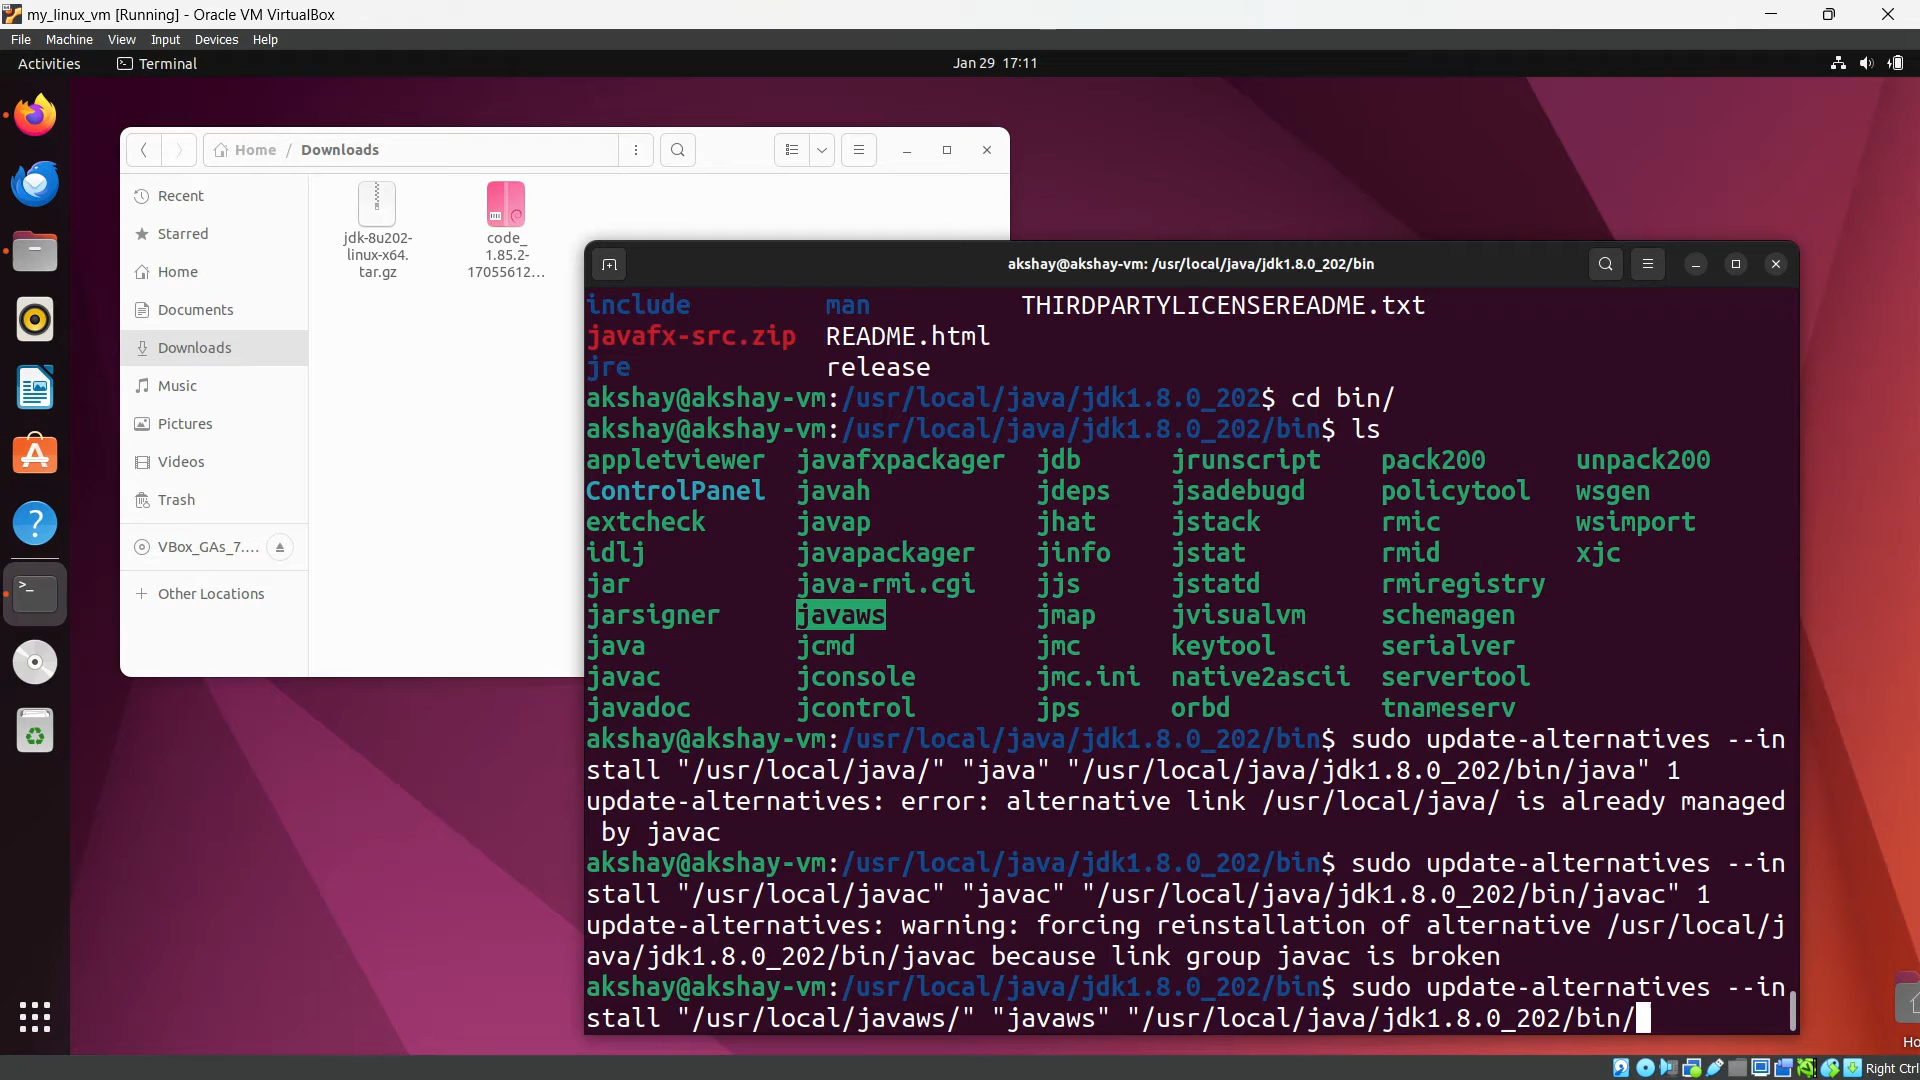 my_linux_vm [Running] - Oracle VM VirtualBox
File Machine View Input Devices Help
Activities Terminal Jan 29 17:11
Home / Downloads
Recent
Starred
Home
Documents
Downloads
Music
Pictures
Videos
Trash
VBox_GAs_7....
+ Other Locations
jdk-8u202-
linux-x64.
tar.gz
code_
1.85.2-
17055612...
akshay@akshay-vm: /usr/local/java/jdk1.8.0_202/bin
include man THIRDPARTYLICENSEREADME.txt
javafx-src.zip README.html
jre release
akshay@akshay-vm:/usr/local/java/jdk1.8.0_202$ cd bin/
akshay@akshay-vm:/usr/local/java/jdk1.8.0_202/bin$ ls
appletviewer javafxpackager jdb jrunscript pack200 unpack200
ControlPanel javah jdeps jsadebugd policytool wsgen
extcheck javap jhat jstack rmic wsimport
idlj javapackager jinfo jstat rmid xjc
jar java-rmi.cgi jjs jstatd rmiregistry
jarsigner javaws jmap jvisualvm schemagen
java jcmd jmc keytool serialver
javac jconsole jmc.ini native2ascii servertool
javadoc jcontrol jps orbd tnameserv
akshay@akshay-vm:/usr/local/java/jdk1.8.0_202/bin$ sudo update-alternatives --in
stall "/usr/local/java/" "java" "/usr/local/java/jdk1.8.0_202/bin/java" 1
update-alternatives: error: alternative link /usr/local/java/ is already managed
by javac
akshay@akshay-vm:/usr/local/java/jdk1.8.0_202/bin$ sudo update-alternatives --in
stall "/usr/local/javac" "javac" "/usr/local/java/jdk1.8.0_202/bin/javac" 1
update-alternatives: warning: forcing reinstallation of alternative /usr/local/j
ava/jdk1.8.0_202/bin/javac because link group javac is broken
akshay@akshay-vm:/usr/local/java/jdk1.8.0_202/bin$ sudo update-alternatives --in
stall "/usr/local/javaws/" "javaws" "/usr/local/java/jdk1.8.0_202/bin/
Ho
Right Ctrl